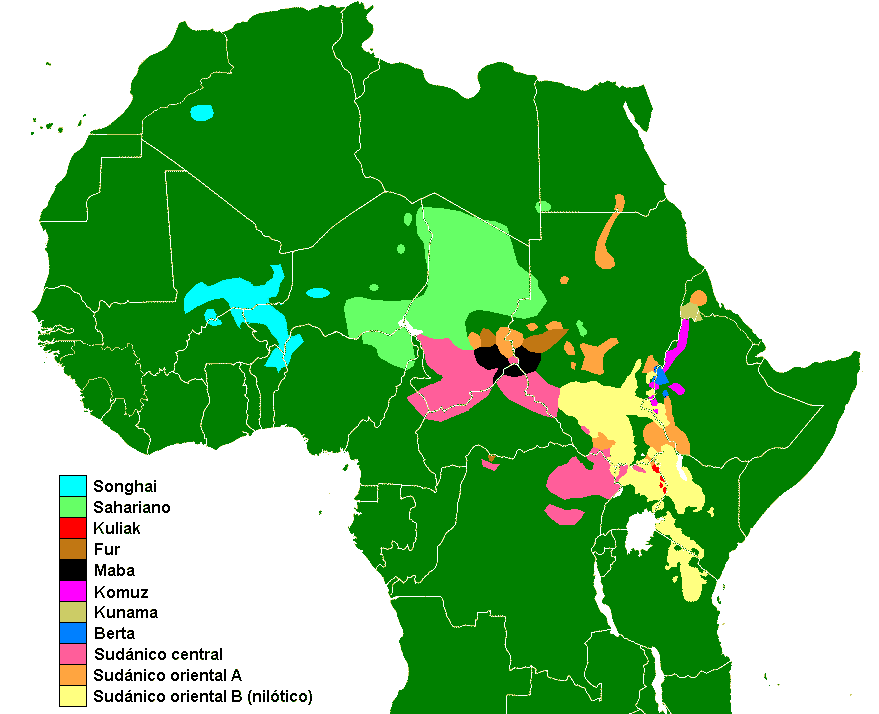 Songhai
Sahariano
Kuliak
Fur
Maba
Komuz
Kunama
Berta
Sudánico central
Sudánico oriental A
Sudánico oriental B (nilótico)